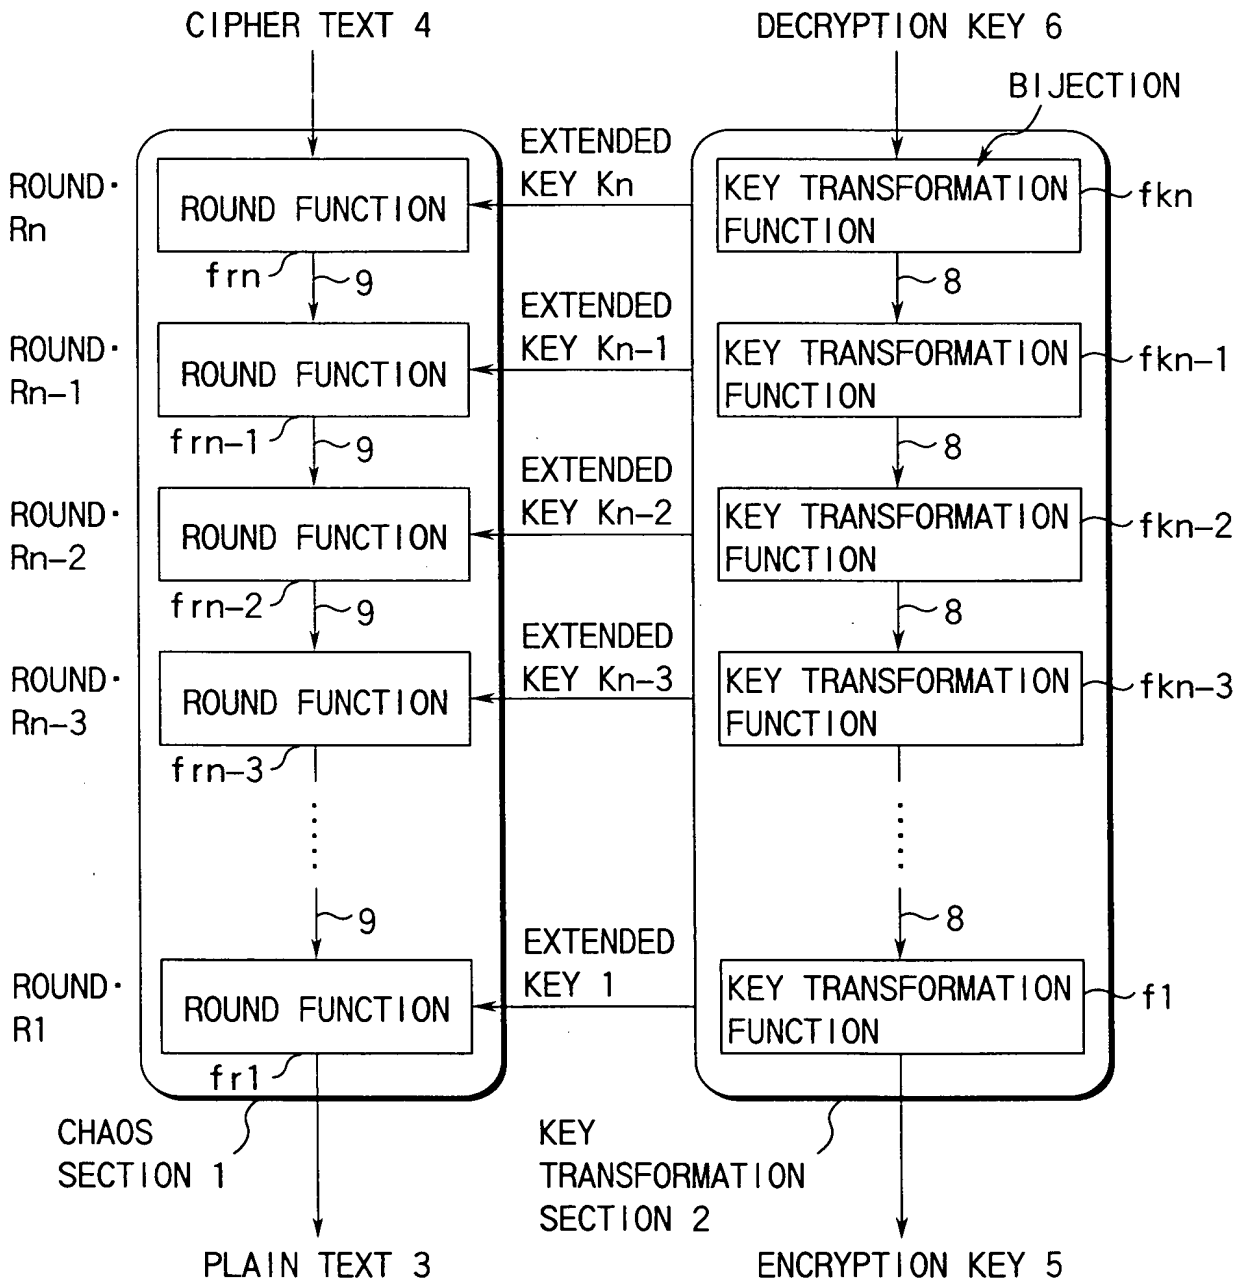 CIPHER TEXT 4
DECRYPTION KEY 6
BIJECTION
ROUND·
Rn
ROUND FUNCTION
frn
9
EXTENDED
KEY Kn
KEY TRANSFORMATION
FUNCTION
fkn
8
ROUND·
Rn-1
ROUND FUNCTION
frn-1
9
EXTENDED
KEY Kn-1
KEY TRANSFORMATION
FUNCTION
fkn-1
8
ROUND·
Rn-2
ROUND FUNCTION
frn-2
9
EXTENDED
KEY Kn-2
KEY TRANSFORMATION
FUNCTION
fkn-2
8
ROUND·
Rn-3
ROUND FUNCTION
frn-3
EXTENDED
KEY Kn-3
KEY TRANSFORMATION
FUNCTION
fkn-3
9
8
ROUND·
R1
ROUND FUNCTION
fr1
EXTENDED
KEY 1
KEY TRANSFORMATION
FUNCTION
f1
CHAOS
SECTION 1
KEY
TRANSFORMATION
SECTION 2
PLAIN TEXT 3
ENCRYPTION KEY 5